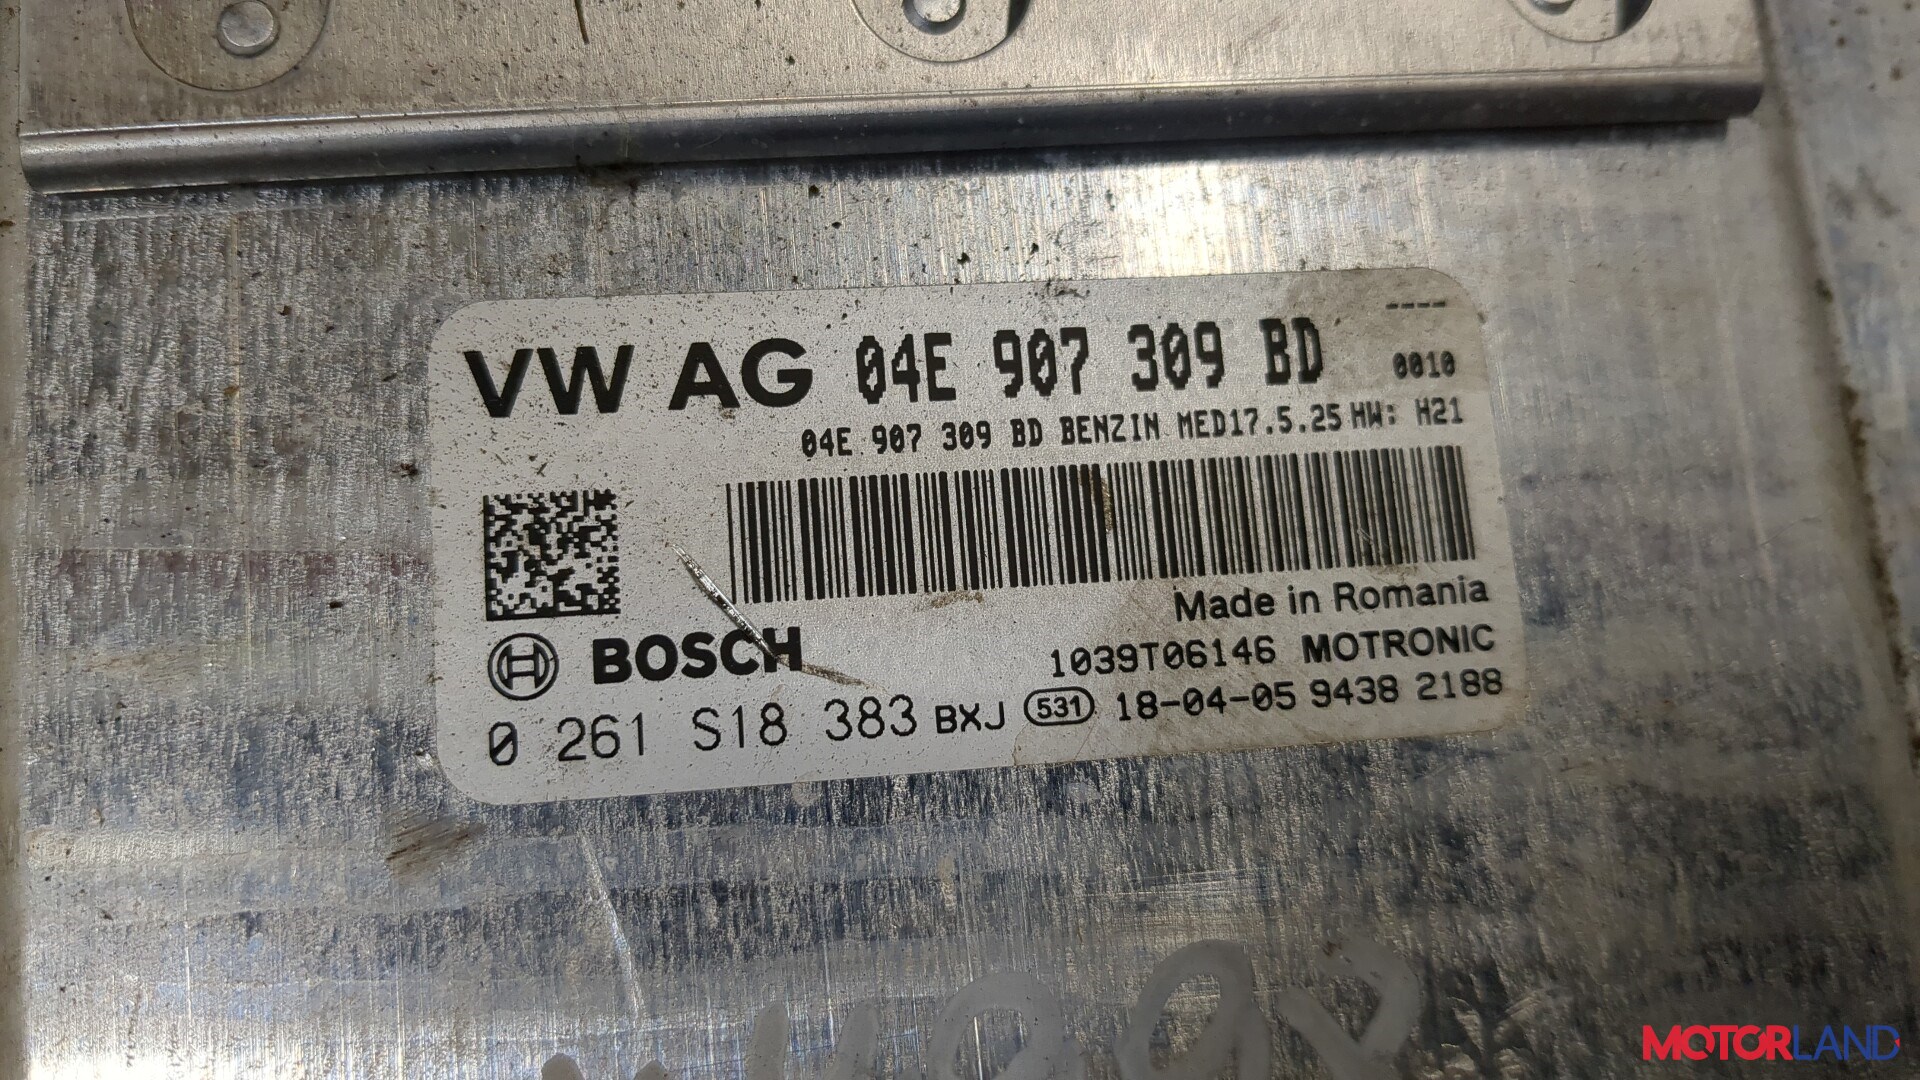 VW AG 04E 907 309 BD ----
0010
04E 907 309 BD BENZIN MED17.5.25 HW: H21
Made in Romania
BOSCH 1039T06146 MOTRONIC
0 261 S18 383 BXJ 531 18-04-05 9438 2188
MOTORLAND